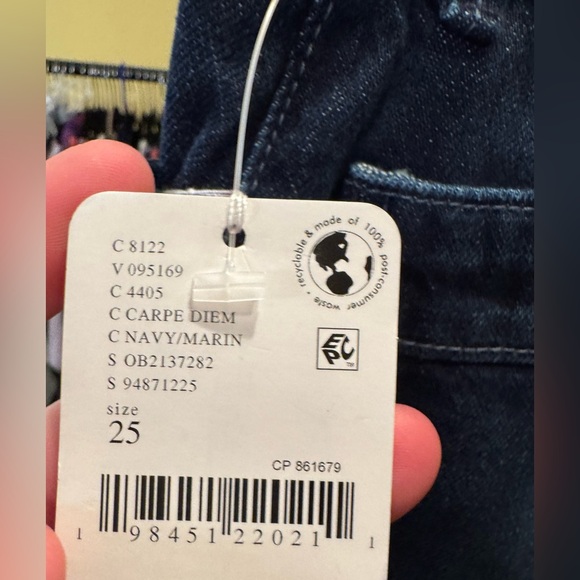 C 8122
V 095169
C 4405
C CARPE DIEM
C NAVY/MARIN
S OB2137282
S 94871225
size
25
recyclable & made of 100% post-consumer waste •
EPC™
CP 861679
1 98451 22021 1